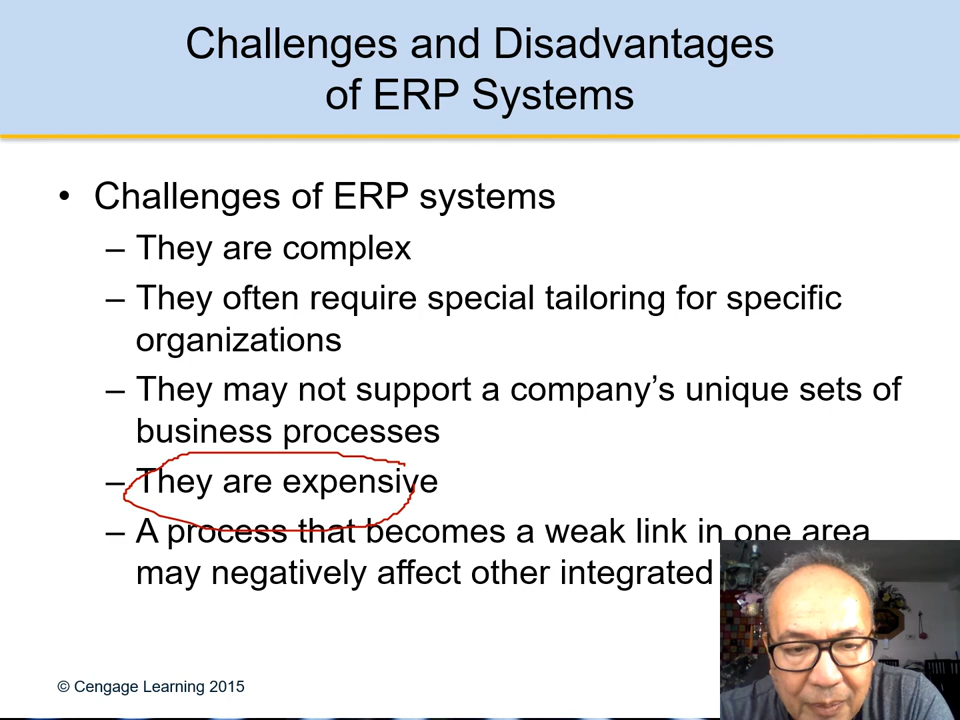 Challenges and Disadvantages
of ERP Systems
• Challenges of ERP systems
– They are complex
– They often require special tailoring for specific
organizations
– They may not support a company’s unique sets of
business processes
– They are expensive
– A process that becomes a weak link in one area
may negatively affect other integrated
© Cengage Learning 2015